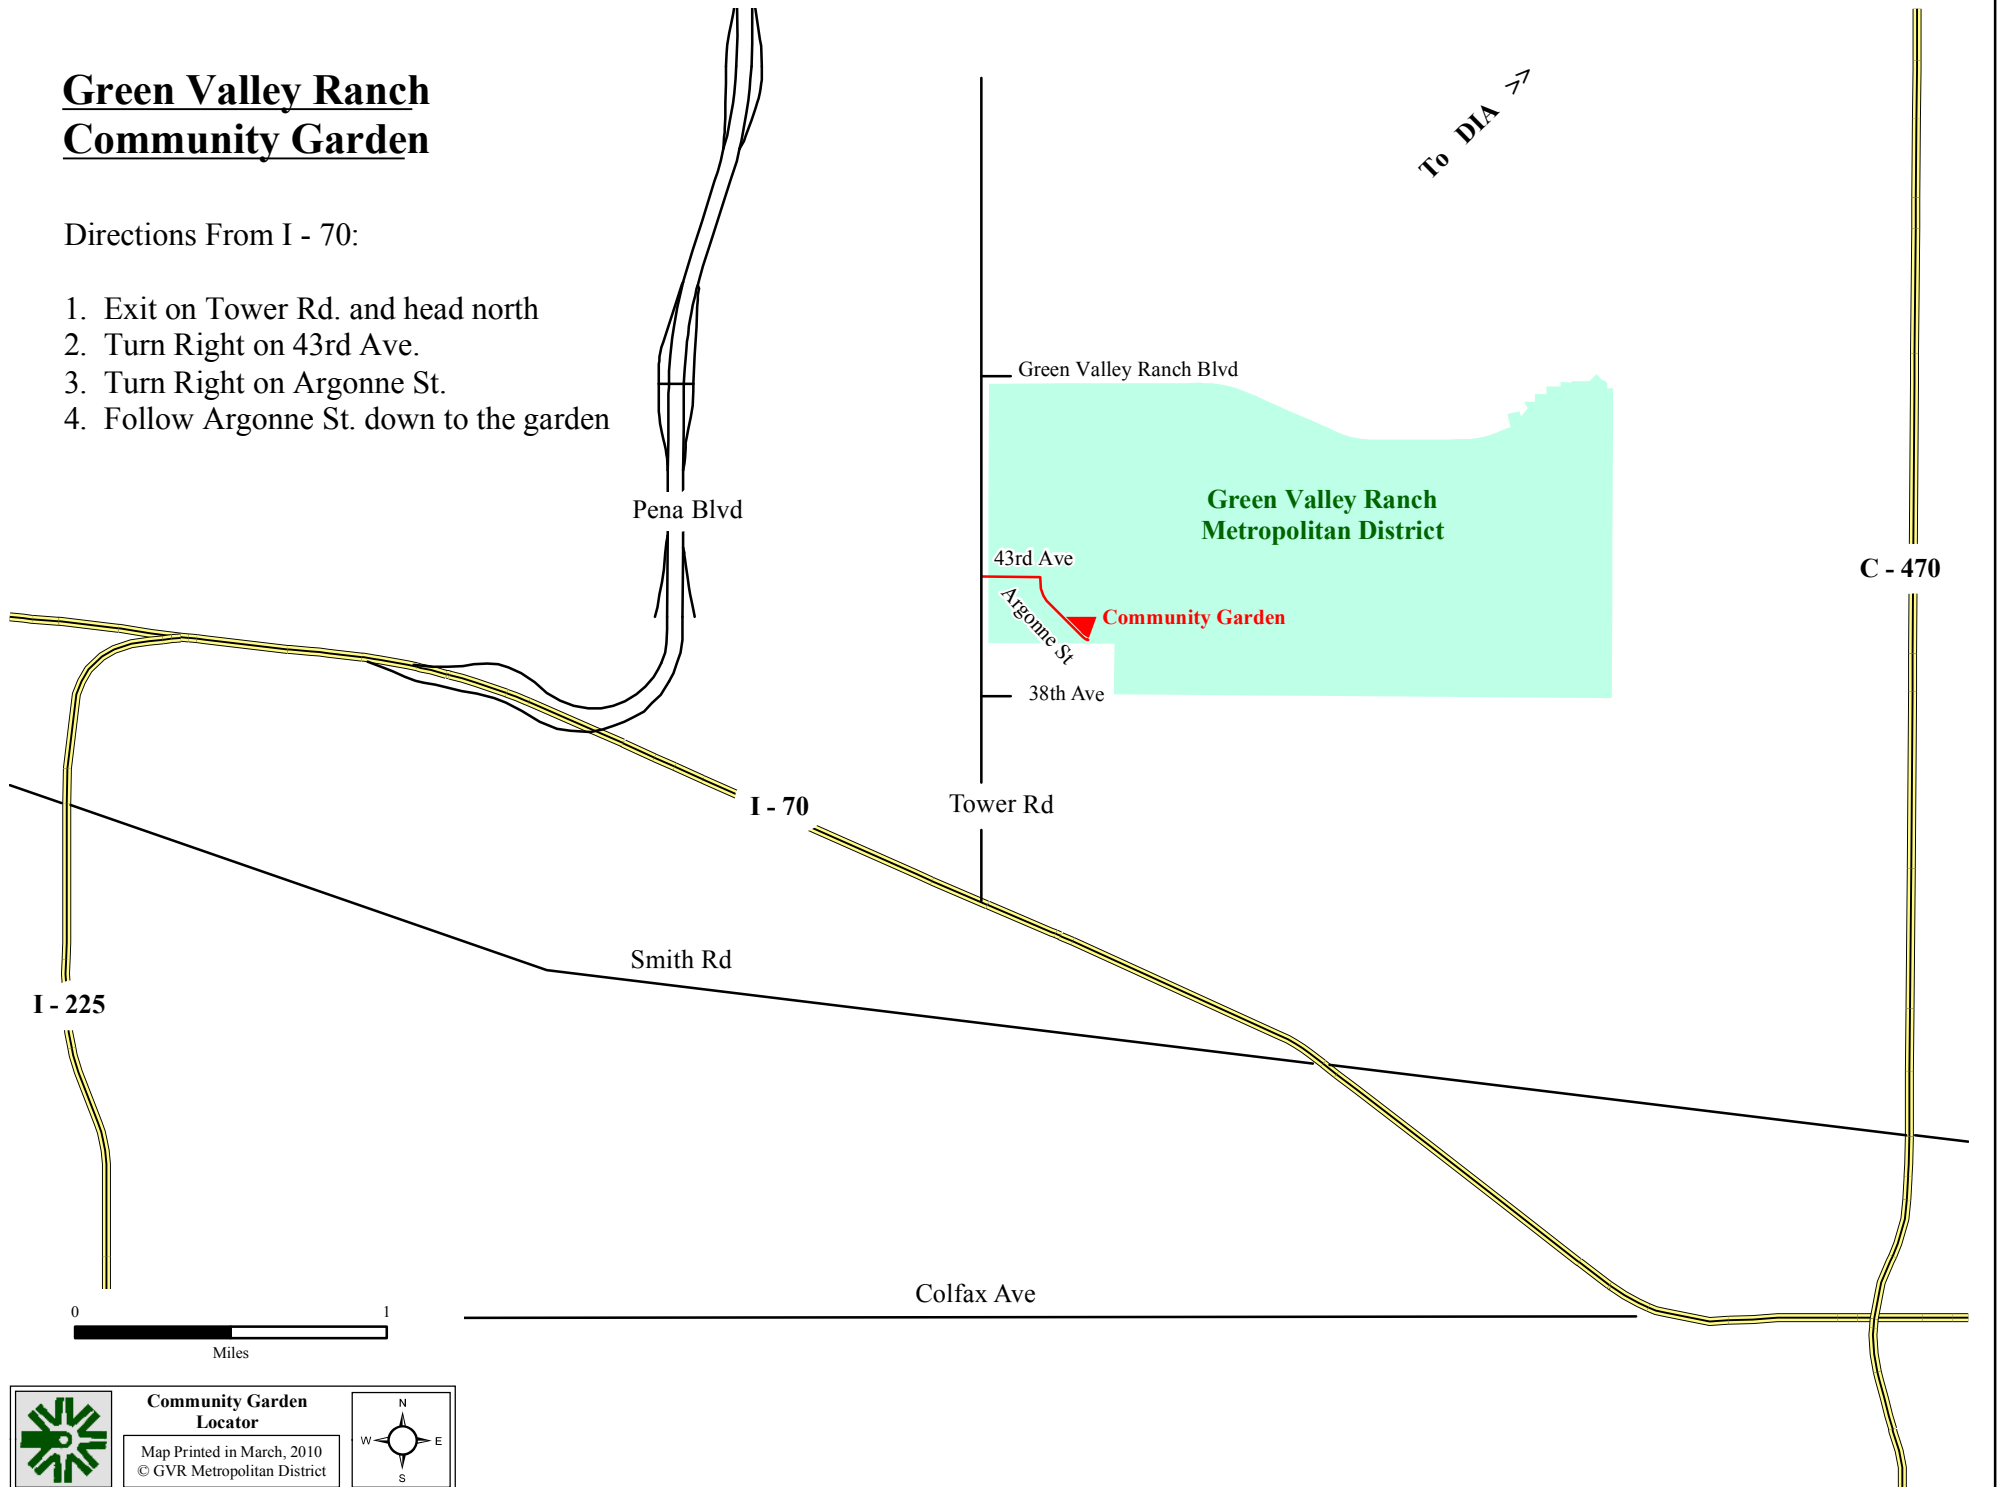 Green Valley Ranch
Community Garden
Directions From I - 70:
1. Exit on Tower Rd. and head north
2. Turn Right on 43rd Ave.
3. Turn Right on Argonne St.
4. Follow Argonne St. down to the garden
To DIA >>
Green Valley Ranch Blvd
Pena Blvd
Green Valley Ranch
Metropolitan District
43rd Ave
Argonne St
Community Garden
C - 470
38th Ave
I - 70
Tower Rd
Smith Rd
I - 225
Colfax Ave
0 1
Miles
Community Garden
Locator
Map Printed in March, 2010
© GVR Metropolitan District
N
W E
S